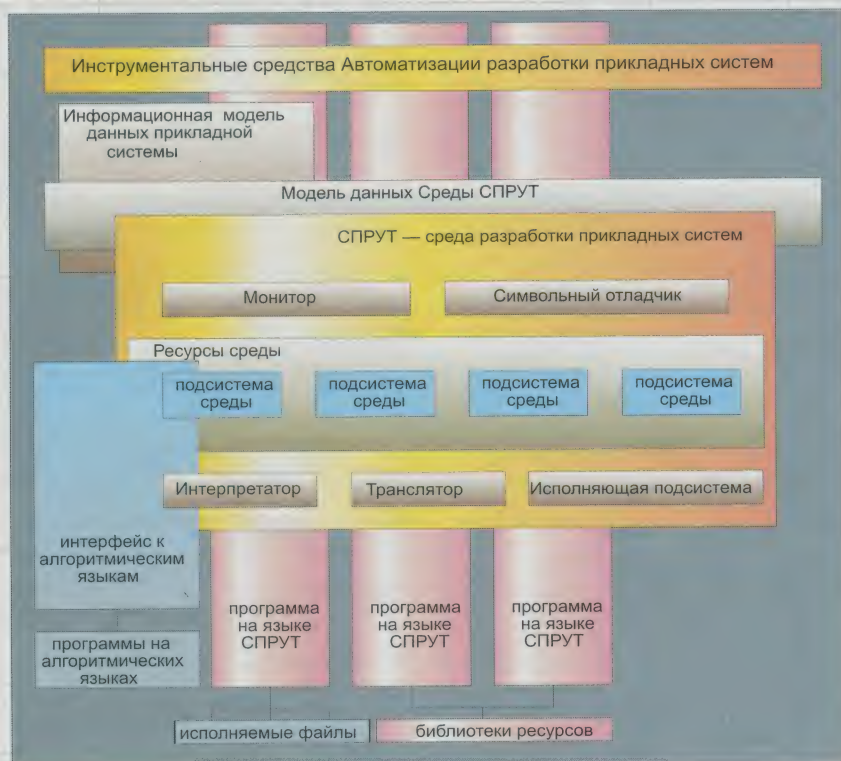 Инструментальные средства Автоматизации разработки прикладных систем
Информационная модель
данных прикладной
системы
Модель данных Среды СПРУТ
СПРУТ — среда разработки прикладных систем
Монитор
Символьный отладчик
Ресурсы среды
подсистема
среды
подсистема
среды
подсистема
среды
подсистема
среды
Интерпретатор
Транслятор
Исполняющая подсистема
интерфейс к
алгоритмическим
языкам
программа
на языке
СПРУТ
программа
на языке
СПРУТ
программа
на языке
СПРУТ
программы на
алгоритмических
языках
исполняемые файлы
библиотеки ресурсов